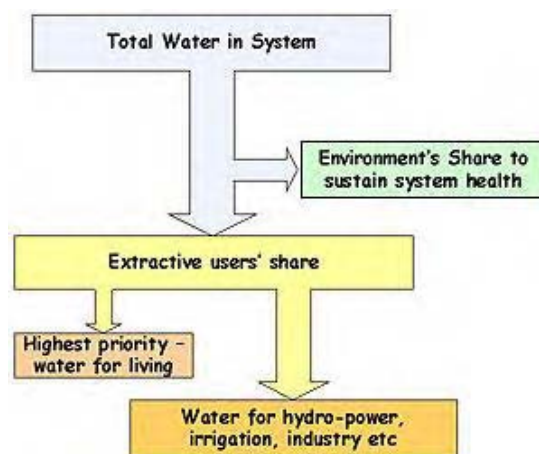 Total Water in System
Environment's Share to
sustain system health
Extractive users' share
Highest priority –
water for living
Water for hydro-power,
irrigation, industry etc